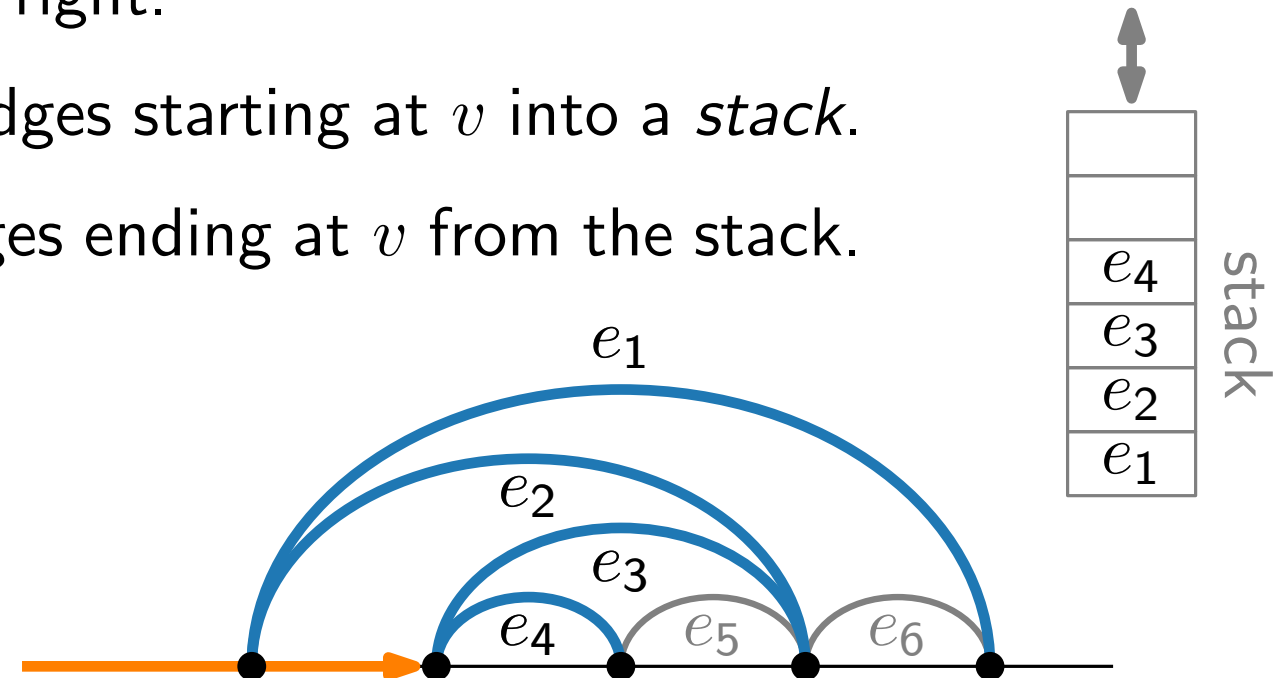 right.
dges starting at v into a stack.
ges ending at v from the stack.
e4
e3
e2
e1
stack
e1
e2
e3
e4
e5
e6